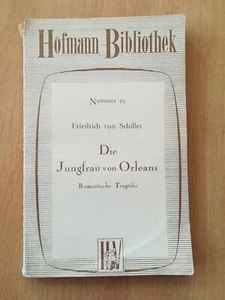 Hofmann Bibliothek
Nummer 25
Friedrich von Schiller
Die
Jungfrau von Orleans
Romantische Tragödie